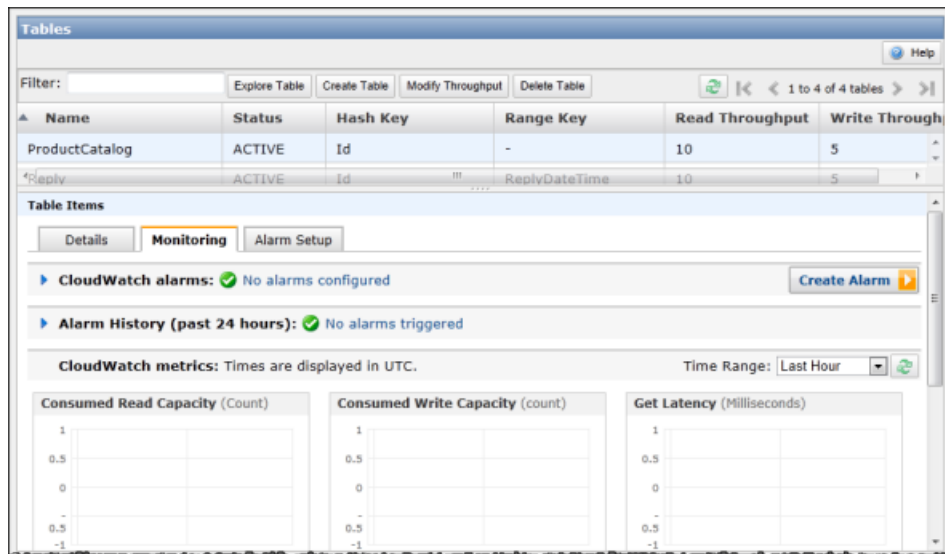 Tables
Help
Filter: Explore Table Create Table Modify Throughput Delete Table 1 to 4 of 4 tables
Name Status Hash Key Range Key Read Throughput Write Through
ProductCatalog ACTIVE Id - 10 5
Reply ACTIVE Id ReplyDateTime 10 5
Table Items
Details Monitoring Alarm Setup
CloudWatch alarms: No alarms configured Create Alarm
Alarm History (past 24 hours): No alarms triggered
CloudWatch metrics: Times are displayed in UTC. Time Range: Last Hour
Consumed Read Capacity (Count) Consumed Write Capacity (count) Get Latency (Milliseconds)
1 1 1
0.5 0.5 0.5
0 0 0
- - -
0.5 0.5 0.5
-1 -1 -1